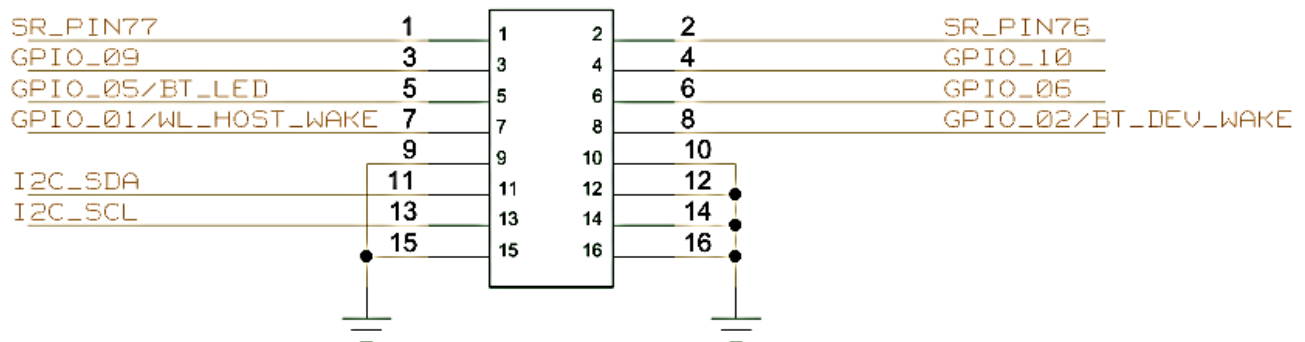 SR_PIN77 1 1 2 2 SR_PIN76
GPIO_09 3 3 4 4 GPIO_10
GPIO_05/BT_LED 5 5 6 6 GPIO_06
GPIO_01/WL_HOST_WAKE 7 7 8 8 GPIO_02/BT_DEV_WAKE
9 9 10 10
I2C_SDA 11 11 12 12
I2C_SCL 13 13 14 14
15 15 16 16